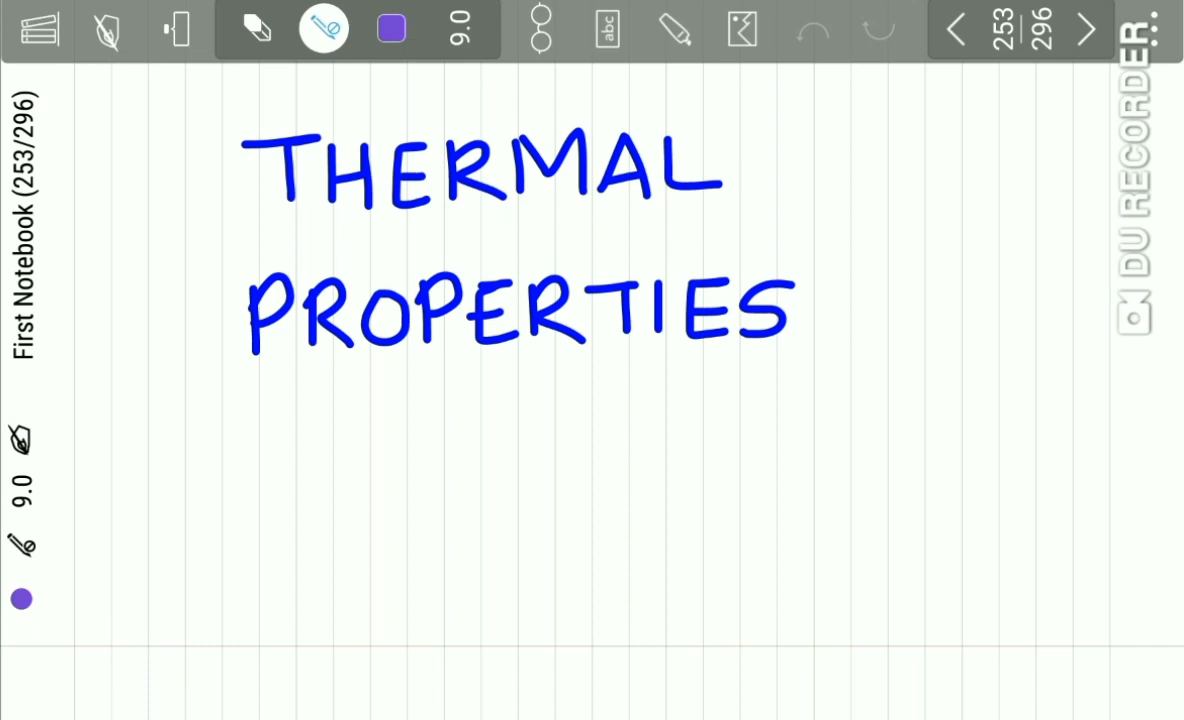 9.0
abc
253
296
DU RECORDER
First Notebook (253/296)
9.0
THERMAL
PROPERTIES